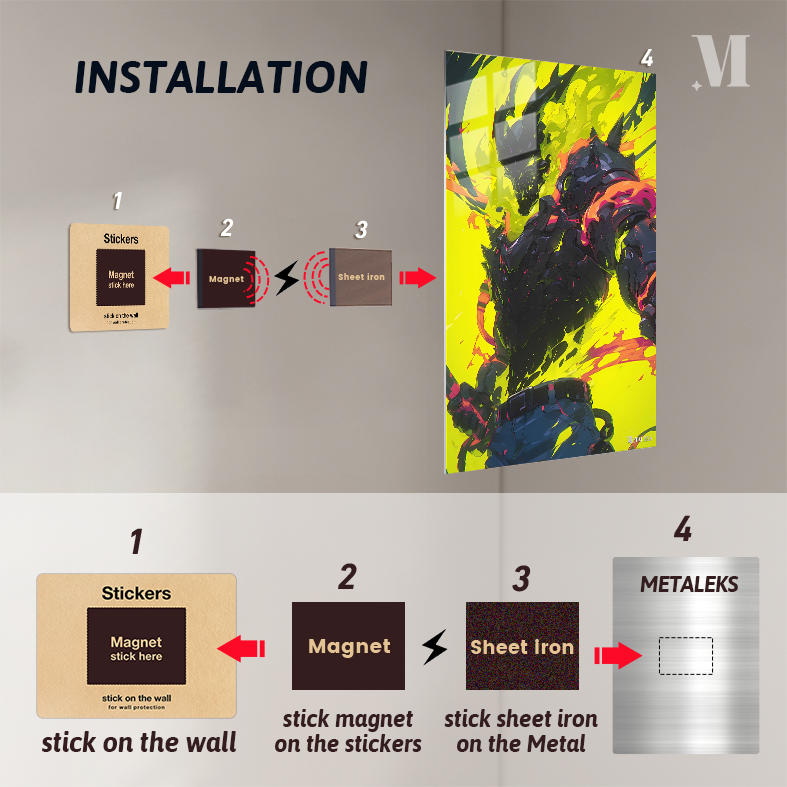 INSTALLATION
M
4
1
2
3
Stickers
Magnet
stick here
stick on the wall
for wall protection
Magnet
Sheet iron
1
2
3
4
Stickers
Magnet
stick here
stick on the wall
for wall protection
Magnet
Sheet iron
METALEKS
stick on the wall
stick magnet
on the stickers
stick sheet iron
on the Metal